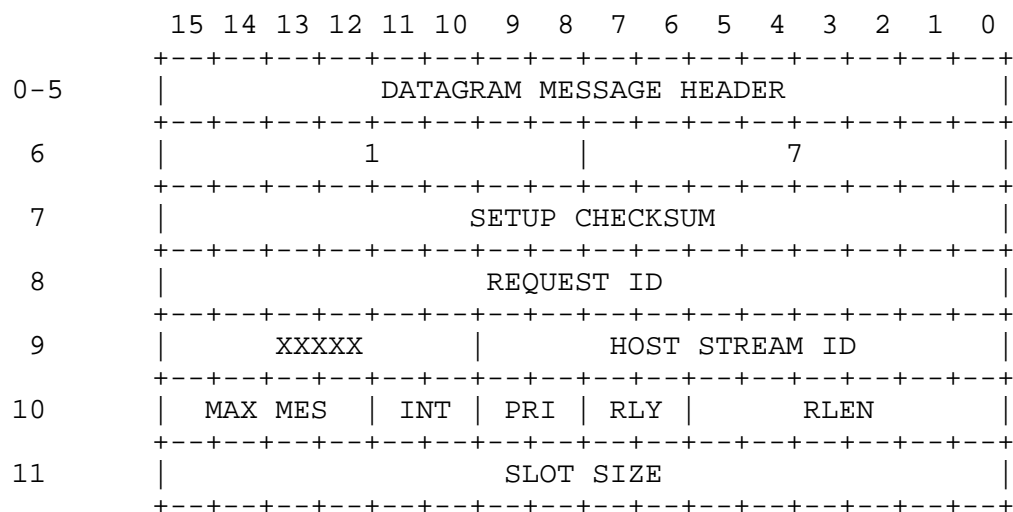 15 14 13 12 11 10  9  8  7  6  5  4  3  2  1  0
              +--+--+--+--+--+--+--+--+--+--+--+--+--+--+--+--+
0-5           |            DATAGRAM MESSAGE HEADER            |
              +--+--+--+--+--+--+--+--+--+--+--+--+--+--+--+--+
 6            |           1           |           7           |
              +--+--+--+--+--+--+--+--+--+--+--+--+--+--+--+--+
 7            |                 SETUP CHECKSUM                |
              +--+--+--+--+--+--+--+--+--+--+--+--+--+--+--+--+
 8            |                  REQUEST ID                   |
              +--+--+--+--+--+--+--+--+--+--+--+--+--+--+--+--+
 9            |      XXXXX      |       HOST STREAM ID        |
              +--+--+--+--+--+--+--+--+--+--+--+--+--+--+--+--+
10            |  MAX MES  | INT | PRI | RLY |      RLEN       |
              +--+--+--+--+--+--+--+--+--+--+--+--+--+--+--+--+
11            |                   SLOT SIZE                   |
              +--+--+--+--+--+--+--+--+--+--+--+--+--+--+--+--+